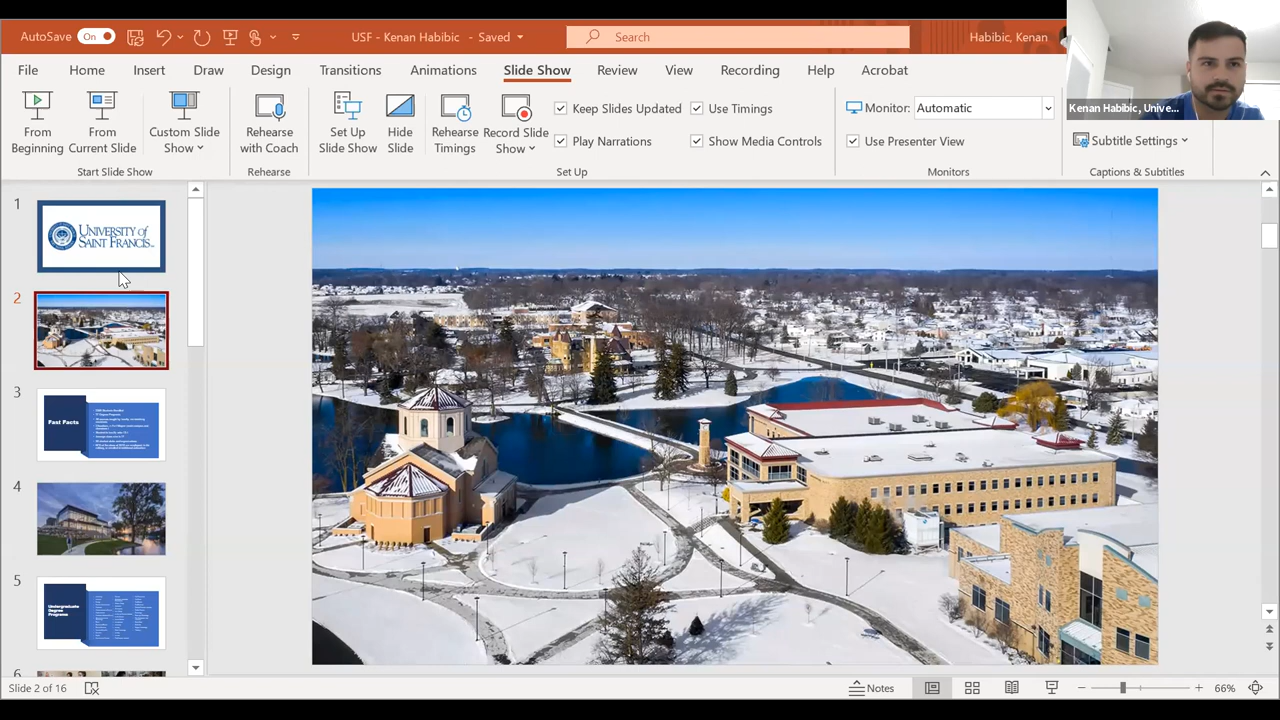 AutoSave On USF - Kenan Habibic - Saved Search Habibic, Kenan
File Home Insert Draw Design Transitions Animations Slide Show Review View Recording Help Acrobat
Kenan Habibic, Unive...
From Beginning
From Current Slide
Custom Slide Show
Rehearse with Coach
Set Up Slide Show
Hide Slide
Rehearse Timings
Record Slide Show
Keep Slides Updated
Use Timings
Play Narrations
Show Media Controls
Monitor: Automatic
Use Presenter View
Subtitle Settings
Start Slide Show Rehearse Set Up Monitors Captions & Subtitles
1
UNIVERSITY of
SAINT FRANCIS
2
3
Fast Facts
4
5
Undergraduate
Degree
Programs
6
Slide 2 of 16 Notes 66%